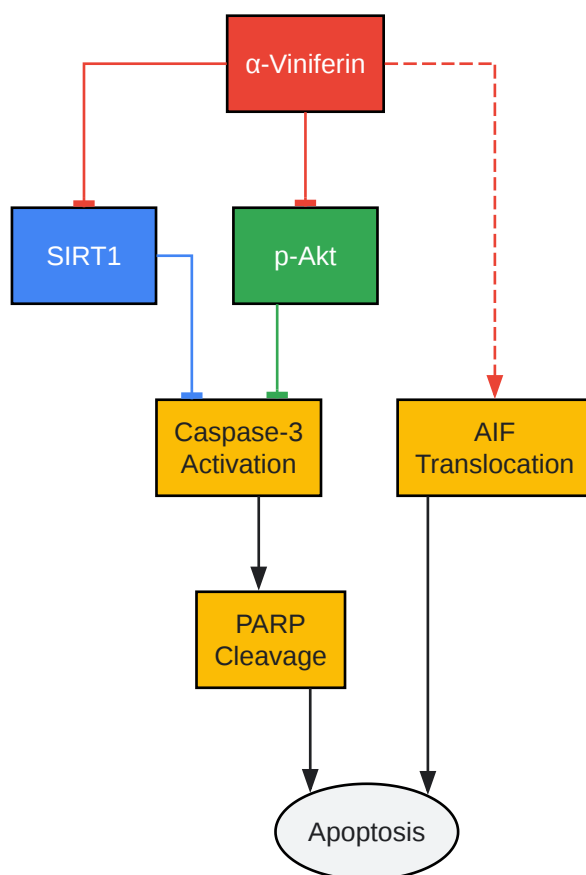 α-Viniferin
SIRT1
p-Akt
Caspase-3
Activation
AIF
Translocation
PARP
Cleavage
Apoptosis